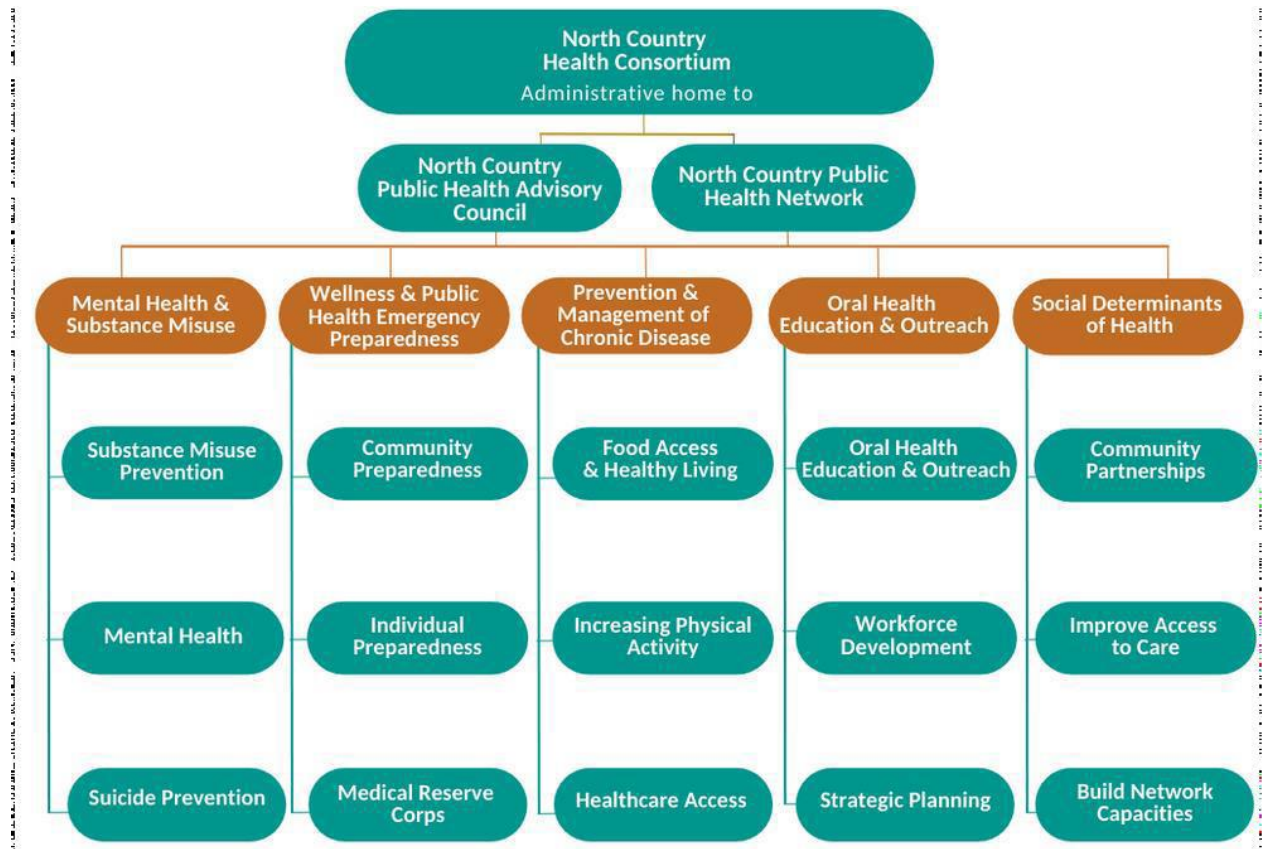 North Country
Health Consortium
Administrative home to
North Country
Public Health Advisory
Council
North Country Public
Health Network
Mental Health &
Substance Misuse
Wellness & Public
Health Emergency
Preparedness
Prevention &
Management of
Chronic Disease
Oral Health
Education & Outreach
Social Determinants
of Health
Substance Misuse
Prevention
Community
Preparedness
Food Access
& Healthy Living
Oral Health
Education & Outreach
Community
Partnerships
Mental Health
Individual
Preparedness
Increasing Physical
Activity
Workforce
Development
Improve Access
to Care
Suicide Prevention
Medical Reserve
Corps
Healthcare Access
Strategic Planning
Build Network
Capacities